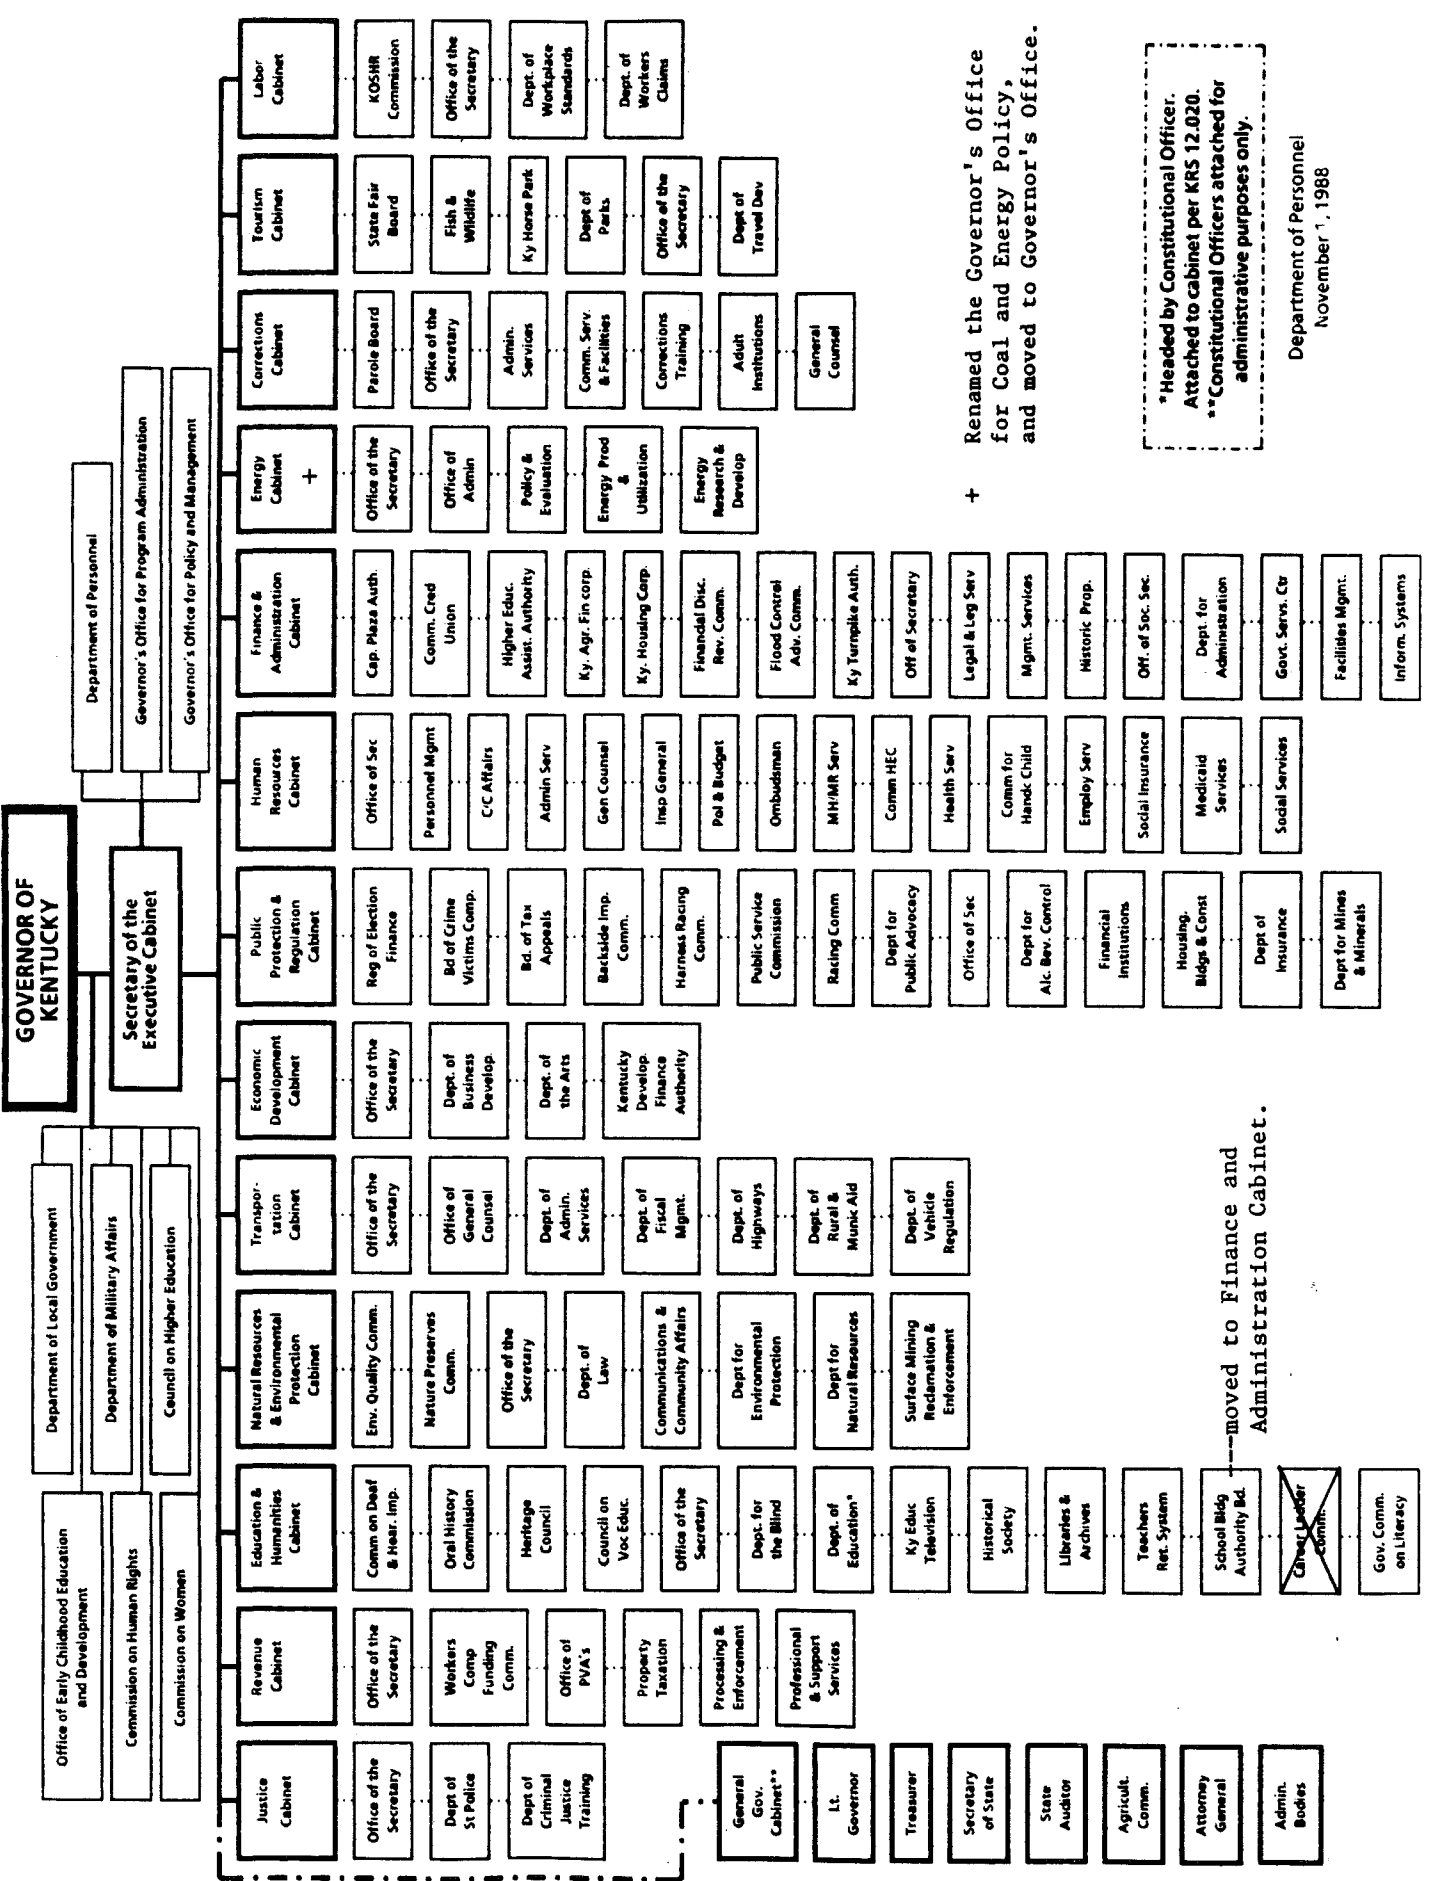 GOVERNOR OF
KENTUCKY
Secretary of the
Executive Cabinet
Office of Early Childhood Education
and Development
Commission on Human Rights
Commission on Women
Department of Local Government
Department of Military Affairs
Council on Higher Education
Department of Personnel
Governor's Office for Program Administration
Governor's Office for Policy and Management
Justice
Cabinet
Office of the
Secretary
Dept of
St Police
Dept of
Criminal
Justice
Training
General
Gov.
Cabinet**
Lt.
Governor
Treasurer
Secretary
of State
State
Auditor
Agricult.
Comm.
Attorney
General
Admin.
Bodies
Revenue
Cabinet
Office of the
Secretary
Workers
Comp
Funding
Comm.
Office of
PVA's
Property
Taxation
Processing &
Enforcement
Professional
& Support
Services
Education &
Humanities
Cabinet
Comm on Deaf
& Hear. Imp.
Oral History
Commission
Heritage
Council
Council on
Voc Educ.
Office of the
Secretary
Dept. for
the Blind
Dept. of
Education*
Ky Educ
Television
Historical
Society
Libraries &
Archives
Teachers
Ret. System
School Bldg
Authority Bd.
---moved to Finance and
Administration Cabinet.
Career Ladder
Comm.
Gov. Comm.
on Literacy
Natural Resources
& Environmental
Protection
Cabinet
Env. Quality Comm.
Nature Preserves
Comm.
Office of the
Secretary
Dept. of
Law
Communications &
Community Affairs
Dept for
Environmental
Protection
Dept for
Natural Resources
Surface Mining
Reclamation &
Enforcement
Transpor-
tation
Cabinet
Office of the
Secretary
Office of
General
Counsel
Dept. of
Admin.
Services
Dept. of
Fiscal
Mgmt.
Dept. of
Highways
Dept. of
Rural &
Munic Aid
Dept. of
Vehicle
Regulation
Economic
Development
Cabinet
Office of the
Secretary
Dept. of
Business
Develop.
Dept. of
the Arts
Kentucky
Develop.
Finance
Authority
Public
Protection &
Regulation
Cabinet
Reg of Election
Finance
Bd of Crime
Victims Comp.
Bd. of Tax
Appeals
Backside Imp.
Comm.
Harness Racing
Comm.
Public Service
Commission
Racing Comm
Dept for
Public Advocacy
Office of Sec
Dept for
Alc. Bev. Control
Financial
Institutions
Housing.
Bldgs & Const
Dept of
Insurance
Dept for Mines
& Minerals
Human
Resources
Cabinet
Office of Sec
Personnel Mgmt
C/C Affairs
Admin Serv
Gen Counsel
Insp General
Pol & Budget
Ombudsman
MH/MR Serv
Comm HEC
Health Serv
Comm for
Handc Child
Employ Serv
Social Insurance
Medicaid
Services
Social Services
Finance &
Administration
Cabinet
Cap. Plaza Auth.
Comm. Cred
Union
Higher Educ.
Assist. Authority
Ky. Agr. Fin corp.
Ky. Housing Corp.
Financial Disc.
Rev. Comm.
Flood Control
Adv. Comm.
Ky Turnpike Auth.
Off of Secretary
Legal & Leg Serv
Mgmt. Services
Historic Prop.
Off. of Soc. Sec.
Dept. for
Administration
Govt. Servs. Ctr
Facilities Mgmt.
Inform. Systems
Energy
Cabinet
+
Office of the
Secretary
Office of
Admin
Policy &
Evaluation
Energy Prod
&
Utilization
Energy
Research &
Develop
Corrections
Cabinet
Parole Board
Office of the
Secretary
Admin.
Services
Comm. Serv.
& Facilities
Corrections
Training
Adult
Institutions
General
Counsel
Tourism
Cabinet
State Fair
Board
Fish &
Wildlife
Ky Horse Park
Dept of
Parks
Office of the
Secretary
Dept of
Travel Dev
Labor
Cabinet
KOSHR
Commission
Office of the
Secretary
Dept. of
Workplace
Standards
Dept. of
Workers
Claims
+ Renamed the Governor's Office
for Coal and Energy Policy,
and moved to Governor's Office.
*Headed by Constitutional Officer.
Attached to cabinet per KRS 12.020.
**Constitutional Officers attached for
administrative purposes only.
Department of Personnel
November 1, 1988